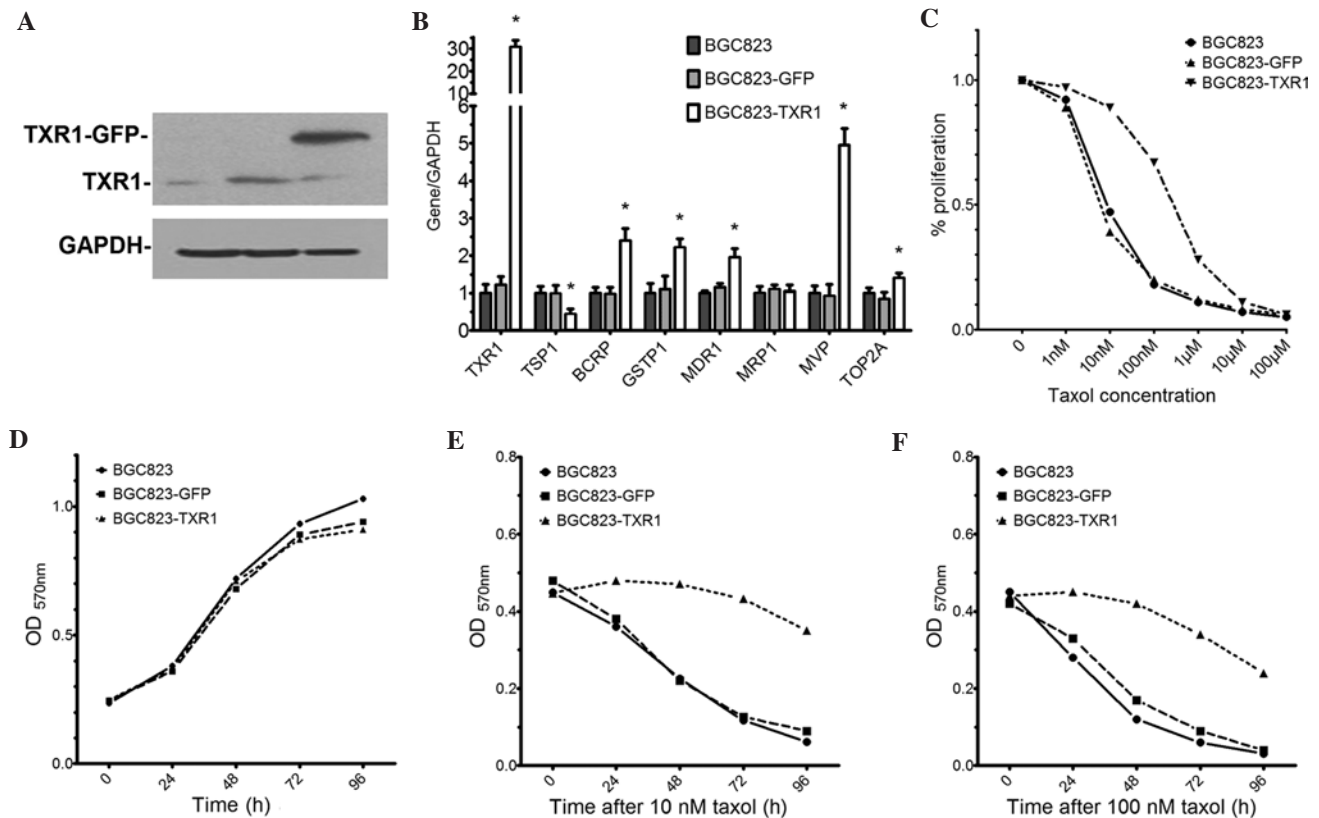 A
TXR1-GFP-
TXR1-
GAPDH-
B
Gene/GAPDH
30
20
10
6
5
4
3
2
1
0
BGC823
BGC823-GFP
BGC823-TXR1
*
*
*
*
*
*
*
TXR1
TSP1
BCRP
GSTP1
MDR1
MRP1
MVP
TOP2A
C
% proliferation
1.0
0.5
0.0
BGC823
BGC823-GFP
BGC823-TXR1
0
1nM
10nM
100nM
1µM
10µM
100µM
Taxol concentration
D
OD 570nm
1.0
0.5
0.0
BGC823
BGC823-GFP
BGC823-TXR1
0
24
48
72
96
Time (h)
E
OD 570nm
0.8
0.6
0.4
0.2
0.0
BGC823
BGC823-GFP
BGC823-TXR1
0
24
48
72
96
Time after 10 nM taxol (h)
F
OD 570nm
0.8
0.6
0.4
0.2
0.0
BGC823
BGC823-GFP
BGC823-TXR1
0
24
48
72
96
Time after 100 nM taxol (h)